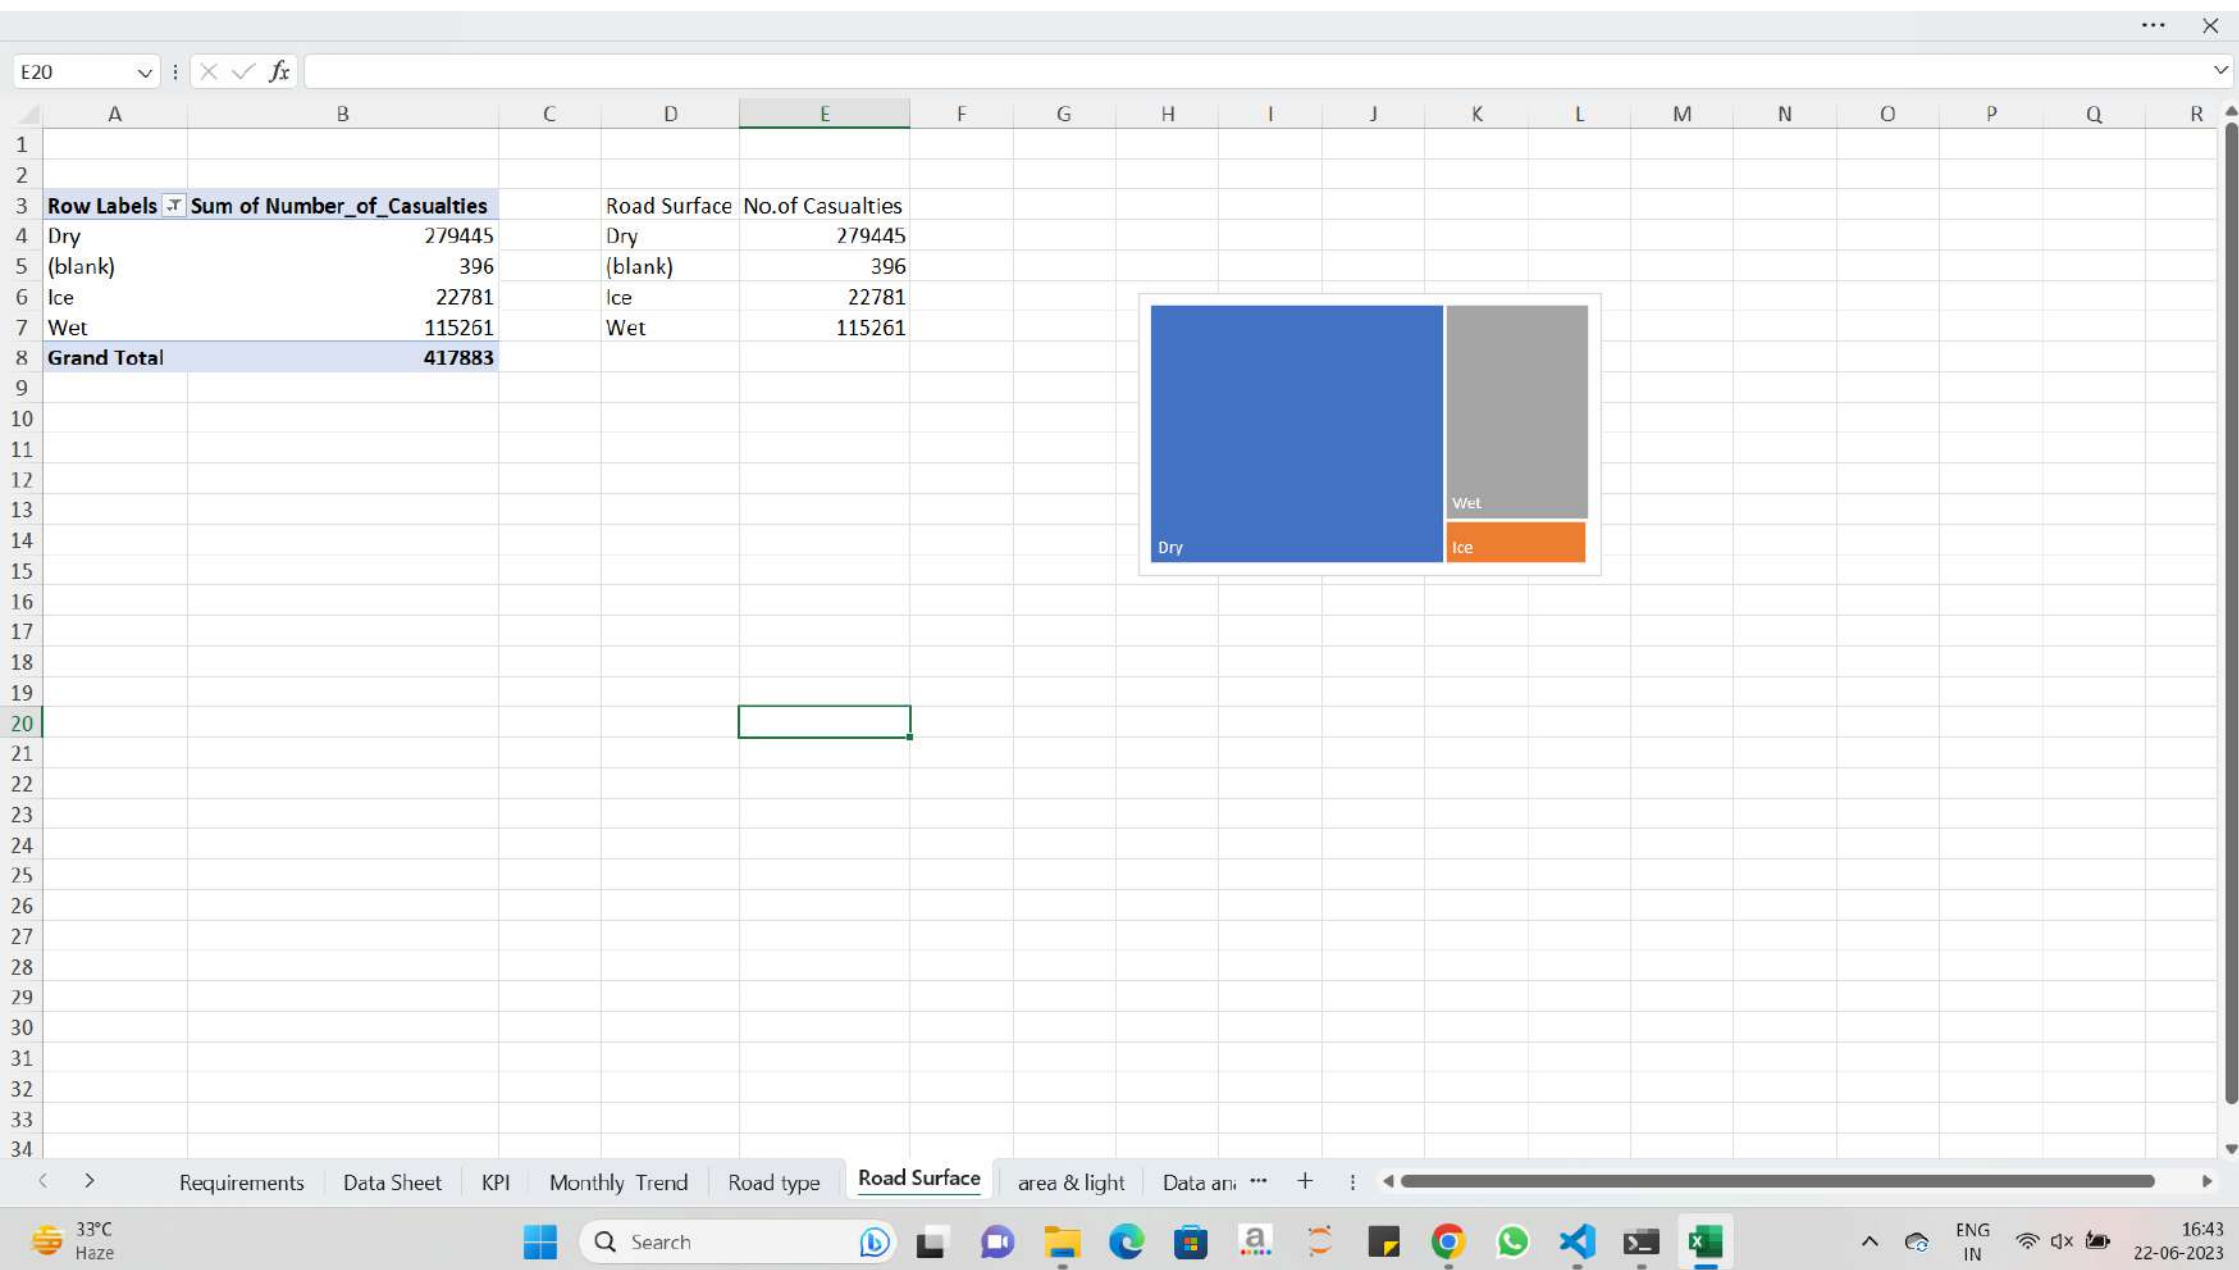 E20
fx
A B C D E F G H I J K L M N O P Q R
1
2
3 Row Labels Sum of Number_of_Casualties Road Surface No.of Casualties
4 Dry 279445 Dry 279445
5 (blank) 396 (blank) 396
6 Ice 22781 Ice 22781
7 Wet 115261 Wet 115261
8 Grand Total 417883
9
10
11
12
13
14
15
16
17
18
19
20
21
22
23
24
25
26
27
28
29
30
31
32
33
34
Wet
Dry Ice
Requirements Data Sheet KPI Monthly Trend Road type Road Surface area & light Data ana ...
33°C
Haze
Search
a
ENG
IN
16:43
22-06-2023